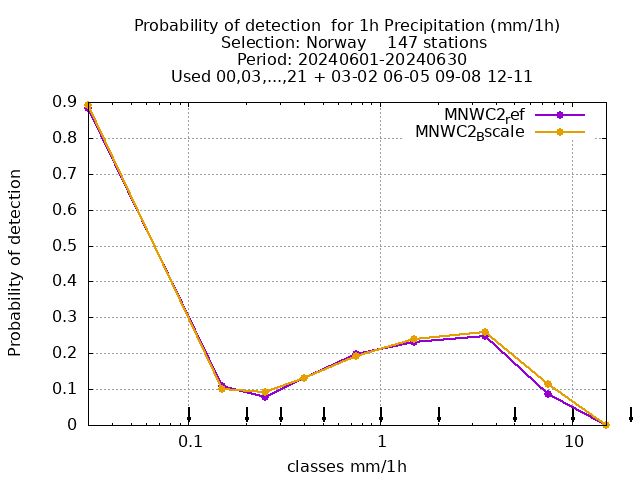 Probability of detection  for 1h Precipitation (mm/1h)
Selection: Norway    147 stations
Period: 20240601-20240630
Used 00,03,...,21 + 03-02 06-05 09-08 12-11
MNWC2_ref
MNWC2_Bscale
Probability of detection
0.9
0.8
0.7
0.6
0.5
0.4
0.3
0.2
0.1
0
0.1
1
10
classes mm/1h